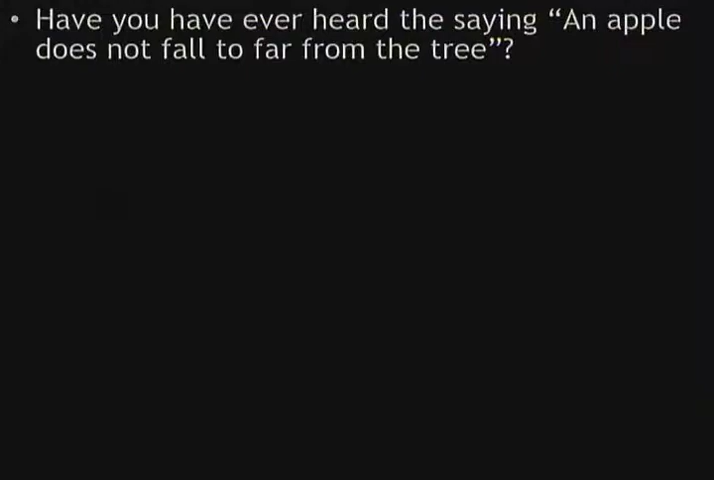 • Have you have ever heard the saying “An apple
does not fall to far from the tree”?